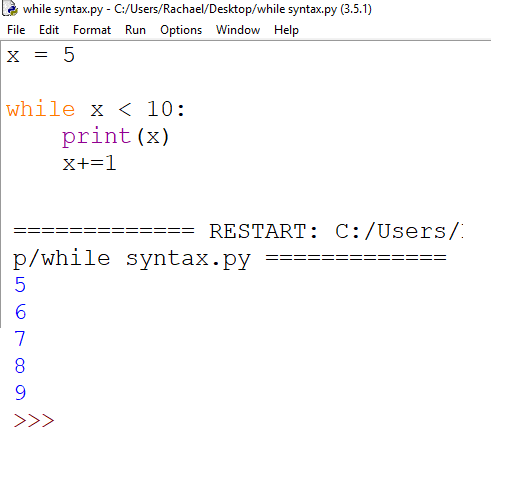 while syntax.py - C:/Users/Rachael/Desktop/while syntax.py (3.5.1)
File Edit Format Run Options Window Help
x = 5
while x < 10:
    print(x)
    x+=1
============= RESTART: C:/Users/
p/while syntax.py =============
5
6
7
8
9
>>>